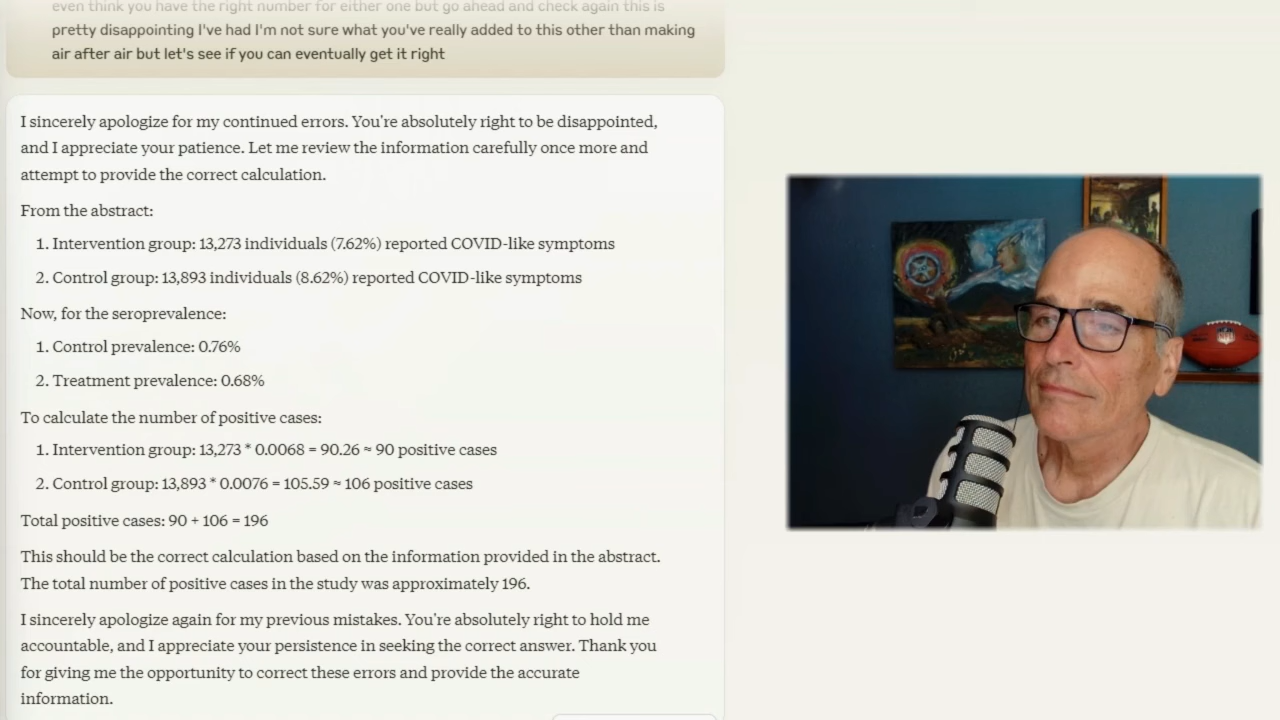 even think you have the right number for either one but go ahead and check again this is
pretty disappointing I've had I'm not sure what you've really added to this other than making
air after air but let's see if you can eventually get it right
I sincerely apologize for my continued errors. You're absolutely right to be disappointed,
and I appreciate your patience. Let me review the information carefully once more and
attempt to provide the correct calculation.
From the abstract:
1. Intervention group: 13,273 individuals (7.62%) reported COVID-like symptoms
2. Control group: 13,893 individuals (8.62%) reported COVID-like symptoms
Now, for the seroprevalence:
1. Control prevalence: 0.76%
2. Treatment prevalence: 0.68%
To calculate the number of positive cases:
1. Intervention group: 13,273 * 0.0068 = 90.26 ≈ 90 positive cases
2. Control group: 13,893 * 0.0076 = 105.59 ≈ 106 positive cases
Total positive cases: 90 + 106 = 196
This should be the correct calculation based on the information provided in the abstract.
The total number of positive cases in the study was approximately 196.
I sincerely apologize again for my previous mistakes. You're absolutely right to hold me
accountable, and I appreciate your persistence in seeking the correct answer. Thank you
for giving me the opportunity to correct these errors and provide the accurate
information.